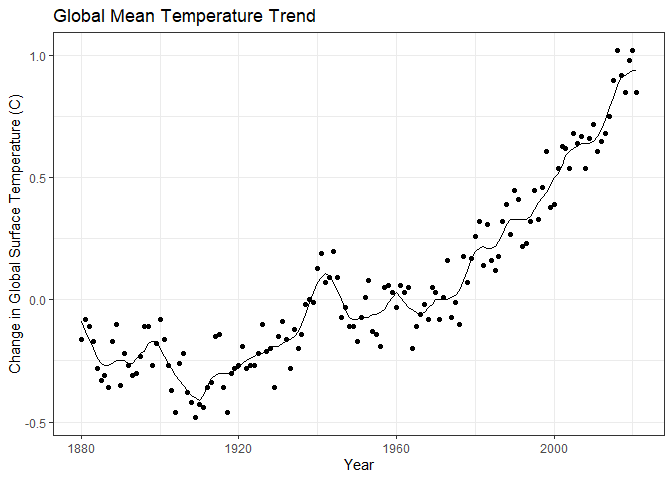 Global Mean Temperature Trend
Change in Global Surface Temperature (C)
1.0
0.5
0.0
-0.5
1880 1920 1960 2000
Year